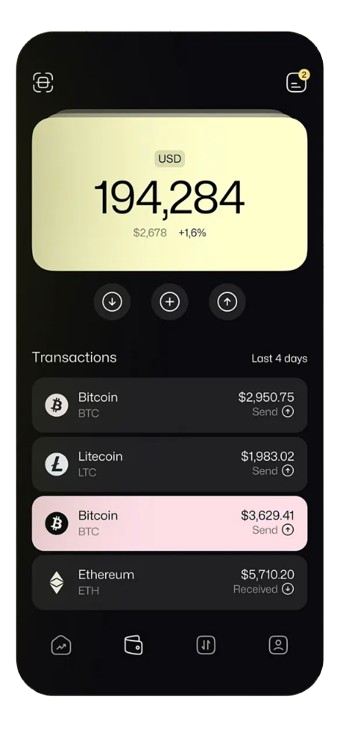 2
USD
194,284
$2,678 +1,6%
Transactions Last 4 days
Bitcoin $2,950.75
BTC Send
Litecoin $1,983.02
LTC Send
Bitcoin $3,629.41
BTC Send
Ethereum $5,710.20
ETH Received